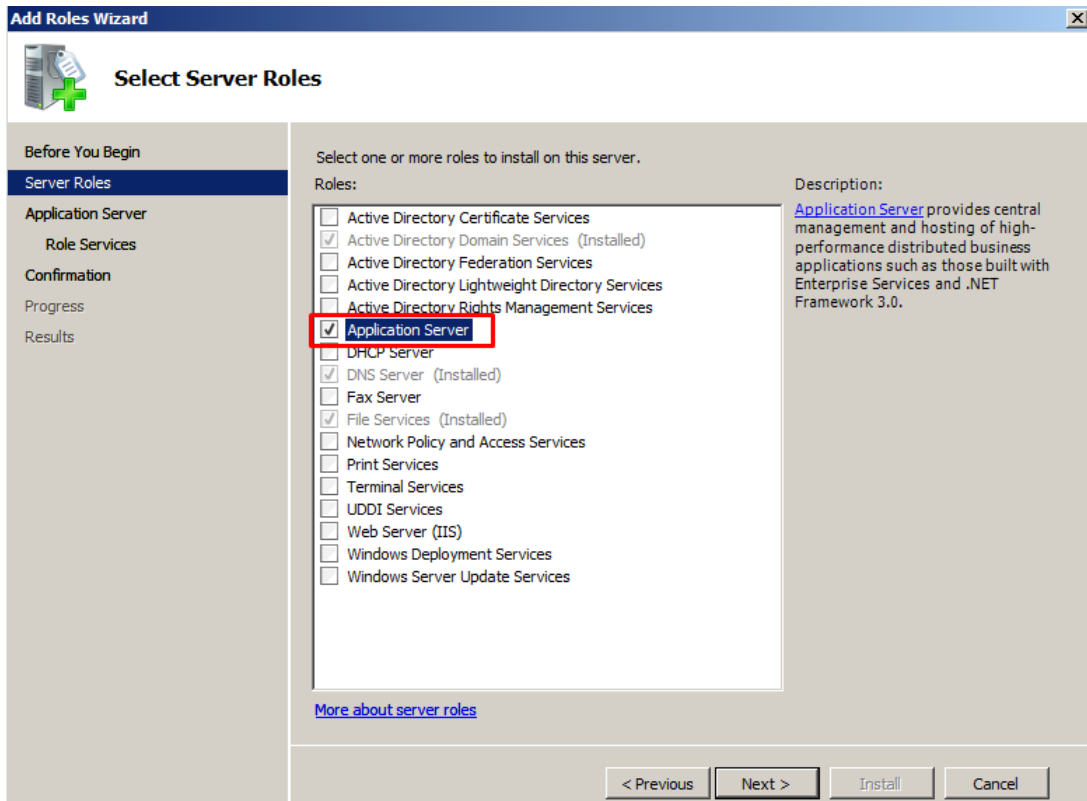 Add Roles Wizard
Select Server Roles
Before You Begin
Server Roles
Application Server
Role Services
Confirmation
Progress
Results
Select one or more roles to install on this server.
Roles:
Active Directory Certificate Services
Active Directory Domain Services (Installed)
Active Directory Federation Services
Active Directory Lightweight Directory Services
Active Directory Rights Management Services
Application Server
DHCP Server
DNS Server (Installed)
Fax Server
File Services (Installed)
Network Policy and Access Services
Print Services
Terminal Services
UDDI Services
Web Server (IIS)
Windows Deployment Services
Windows Server Update Services
More about server roles
Description:
Application Server provides central
management and hosting of high-
performance distributed business
applications such as those built with
Enterprise Services and .NET
Framework 3.0.
< Previous
Next >
Install
Cancel